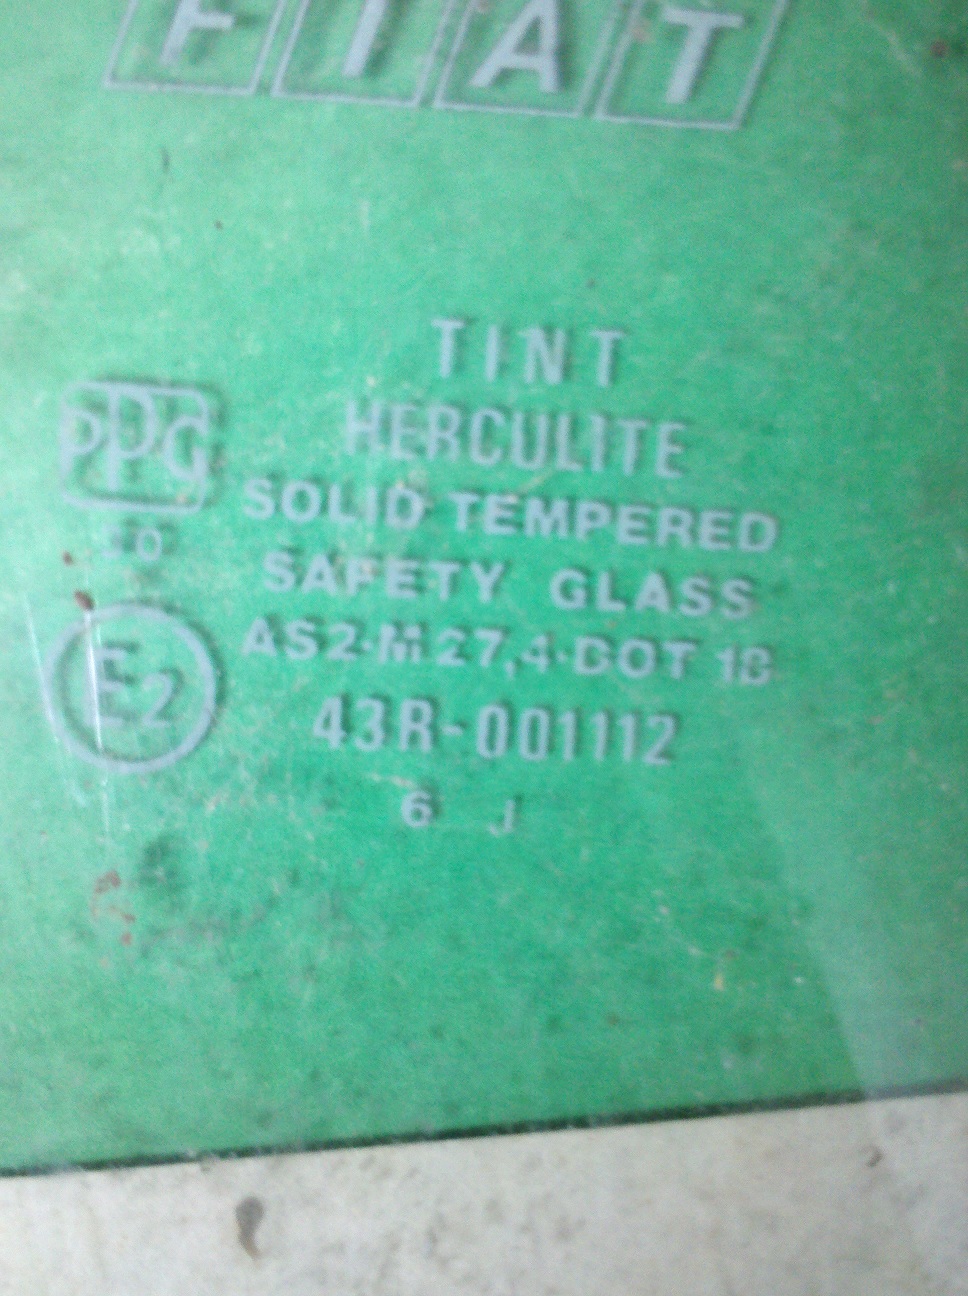 FIAT
TINT
HERCULITE
PPG
SOLID TEMPERED
SAFETY GLASS
E2
AS2-M27,4-DOT 18
43R-001112
6 J